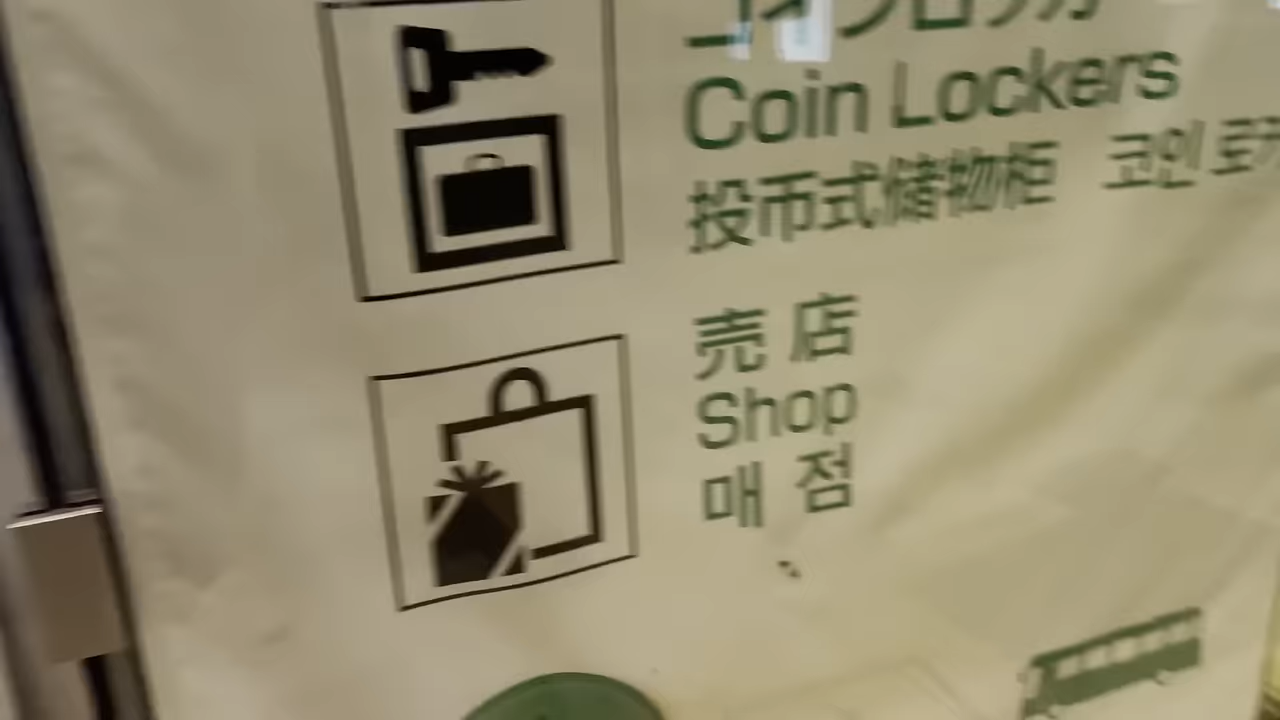 コインロッカー
Coin Lockers
投币式储物柜 코인 로커
売店
Shop
매점